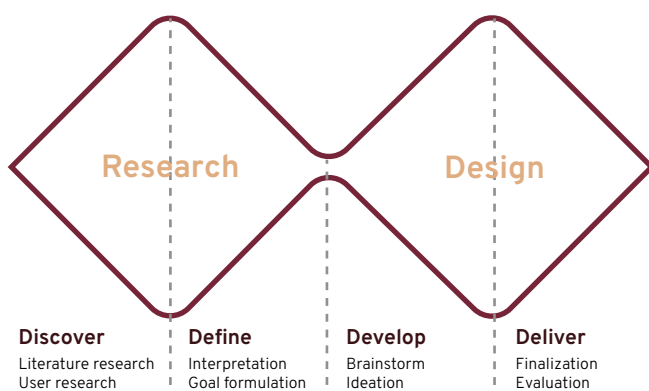 Research
Design
Discover
Literature research
User research
Define
Interpretation
Goal formulation
Develop
Brainstorm
Ideation
Deliver
Finalization
Evaluation